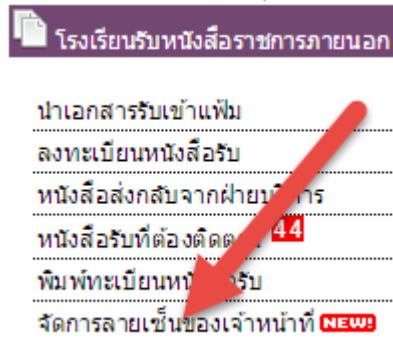 โรงเรียนรับหนังสือราชการภายนอก
นำเอกสารรับเข้าแฟ้ม
ลงทะเบียนหนังสือรับ
หนังสือส่งกลับจากฝ่าย
หนังสือรับที่ต้อง 44
พิมพ์ทะเบียน
จัดการลายเซ็นของเจ้าหน้าที่ NEW!